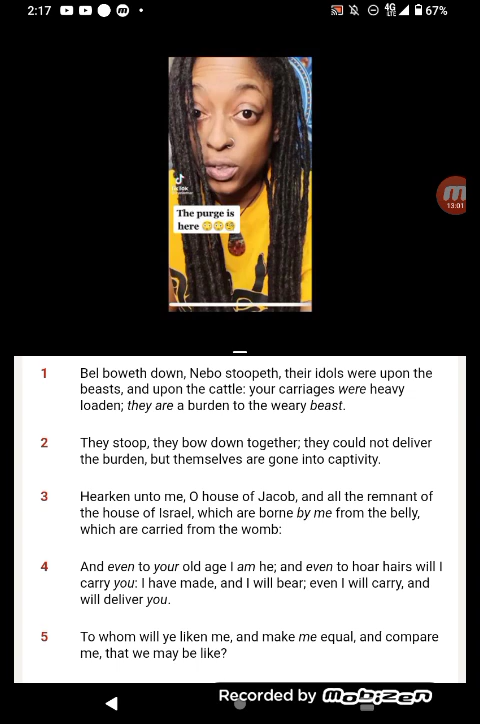 2:17
4G
LTE
67%
TikTok
The purge is
here 😳😳🧐
13:01
1 Bel boweth down, Nebo stoopeth, their idols were upon the
beasts, and upon the cattle: your carriages were heavy
loaden; they are a burden to the weary beast.
2 They stoop, they bow down together; they could not deliver
the burden, but themselves are gone into captivity.
3 Hearken unto me, O house of Jacob, and all the remnant of
the house of Israel, which are borne by me from the belly,
which are carried from the womb:
4 And even to your old age I am he; and even to hoar hairs will I
carry you: I have made, and I will bear; even I will carry, and
will deliver you.
5 To whom will ye liken me, and make me equal, and compare
me, that we may be like?
Recorded by Mobizen